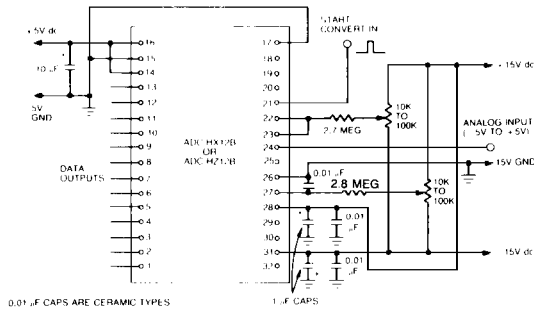 +5V dc
10 µF
5V
GND
DATA
OUTPUTS
0.01 µF CAPS ARE CERAMIC TYPES
16
15
14
13
12
11
10
9
8
7
6
5
4
3
2
1
ADC HX12B
OR
ADC HZ12B
17
18
19
20
21
22
23
24
25
26
27
28
29
30
31
32
START
CONVERT IN
2.7 MEG
10K
TO
100K
+15V dc
ANALOG INPUT
(-5V TO +5V)
15V GND
0.01 µF
2.8 MEG
10K
TO
100K
0.01
µF
0.01
µF
-15V dc
1 µF CAPS